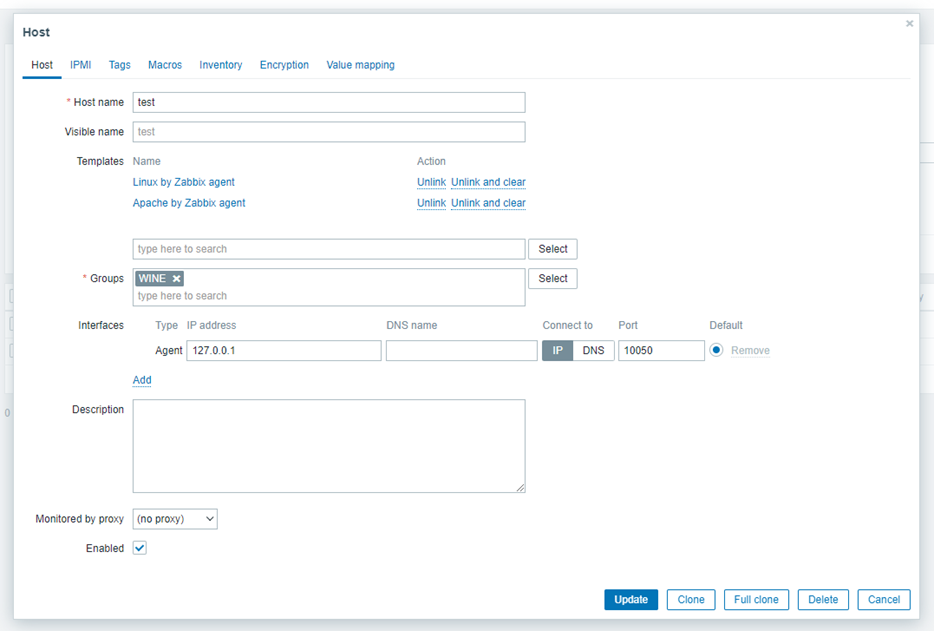 Host
Host IPMI Tags Macros Inventory Encryption Value mapping
* Host name test
Visible name test
Templates Name Action
Linux by Zabbix agent Unlink Unlink and clear
Apache by Zabbix agent Unlink Unlink and clear
type here to search Select
* Groups WINE Select
type here to search
Interfaces Type IP address DNS name Connect to Port Default
Agent 127.0.0.1 IP DNS 10050 Remove
Add
Description
Monitored by proxy (no proxy)
Enabled
Update Clone Full clone Delete Cancel